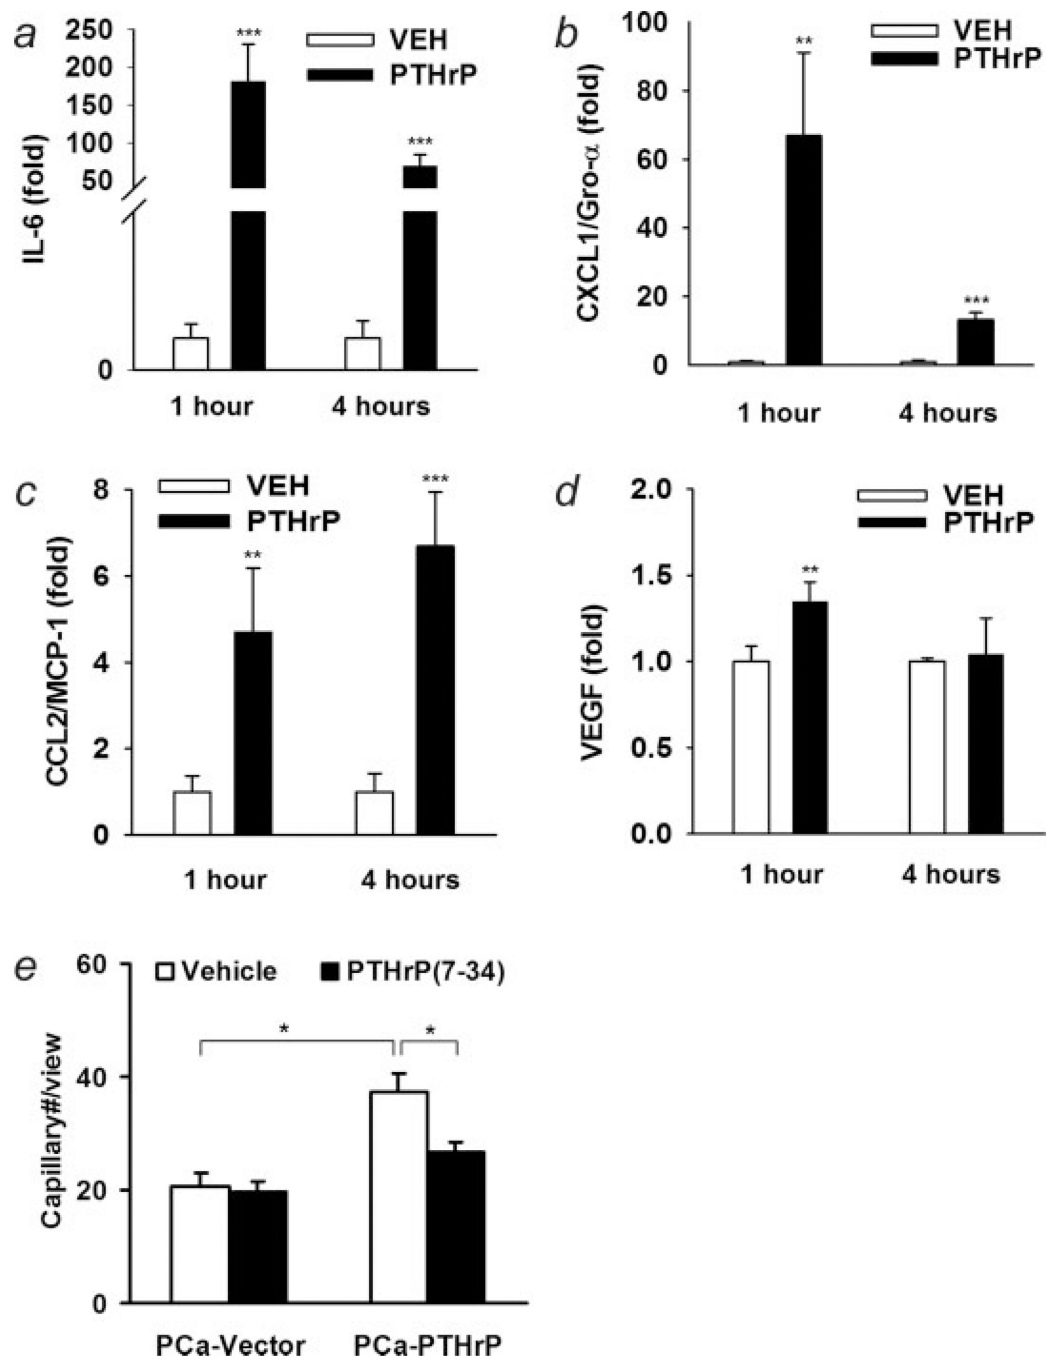 a
250
200
150
100
50
0
IL-6 (fold)
VEH
PTHrP
***
***
1 hour
4 hours
b
100
80
60
40
20
0
CXCL1/Gro-α (fold)
VEH
PTHrP
**
***
1 hour
4 hours
c
8
6
4
2
0
CCL2/MCP-1 (fold)
VEH
PTHrP
**
***
1 hour
4 hours
d
2.0
1.5
1.0
0.5
0.0
VEGF (fold)
VEH
PTHrP
**
1 hour
4 hours
e
60
40
20
0
Capillary#/view
Vehicle
PTHrP(7-34)
*
*
PCa-Vector
PCa-PTHrP